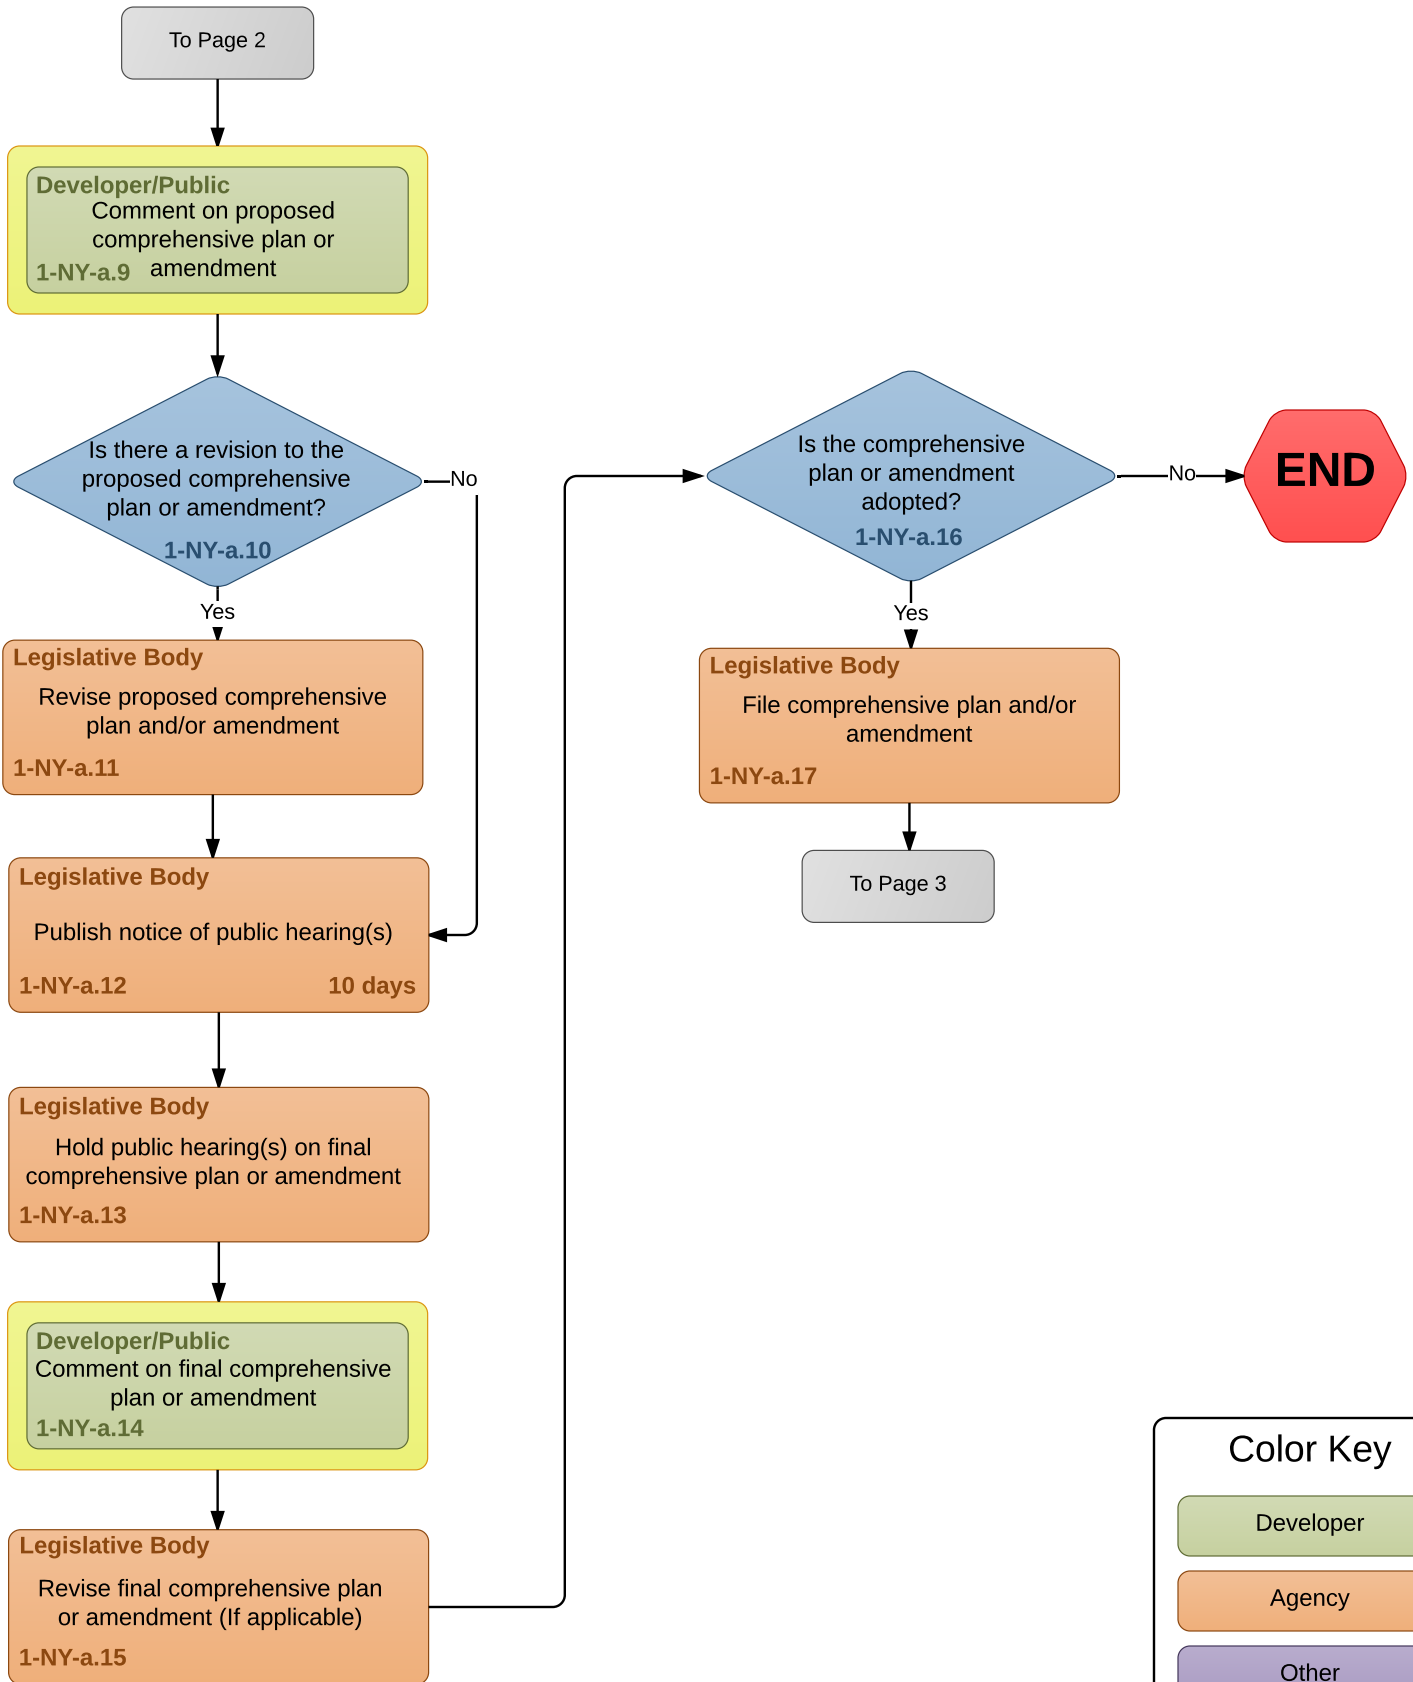 To Page 2
Developer/Public
Comment on proposed
comprehensive plan or
amendment
1-NY-a.9
Is there a revision to the
proposed comprehensive
plan or amendment?
1-NY-a.10
No
Yes
Legislative Body
Revise proposed comprehensive
plan and/or amendment
1-NY-a.11
Legislative Body
Publish notice of public hearing(s)
1-NY-a.12 10 days
Legislative Body
Hold public hearing(s) on final
comprehensive plan or amendment
1-NY-a.13
Developer/Public
Comment on final comprehensive
plan or amendment
1-NY-a.14
Legislative Body
Revise final comprehensive plan
or amendment (If applicable)
1-NY-a.15
Is the comprehensive
plan or amendment
adopted?
1-NY-a.16
No
END
Yes
Legislative Body
File comprehensive plan and/or
amendment
1-NY-a.17
To Page 3
Color Key
Developer
Agency
Other